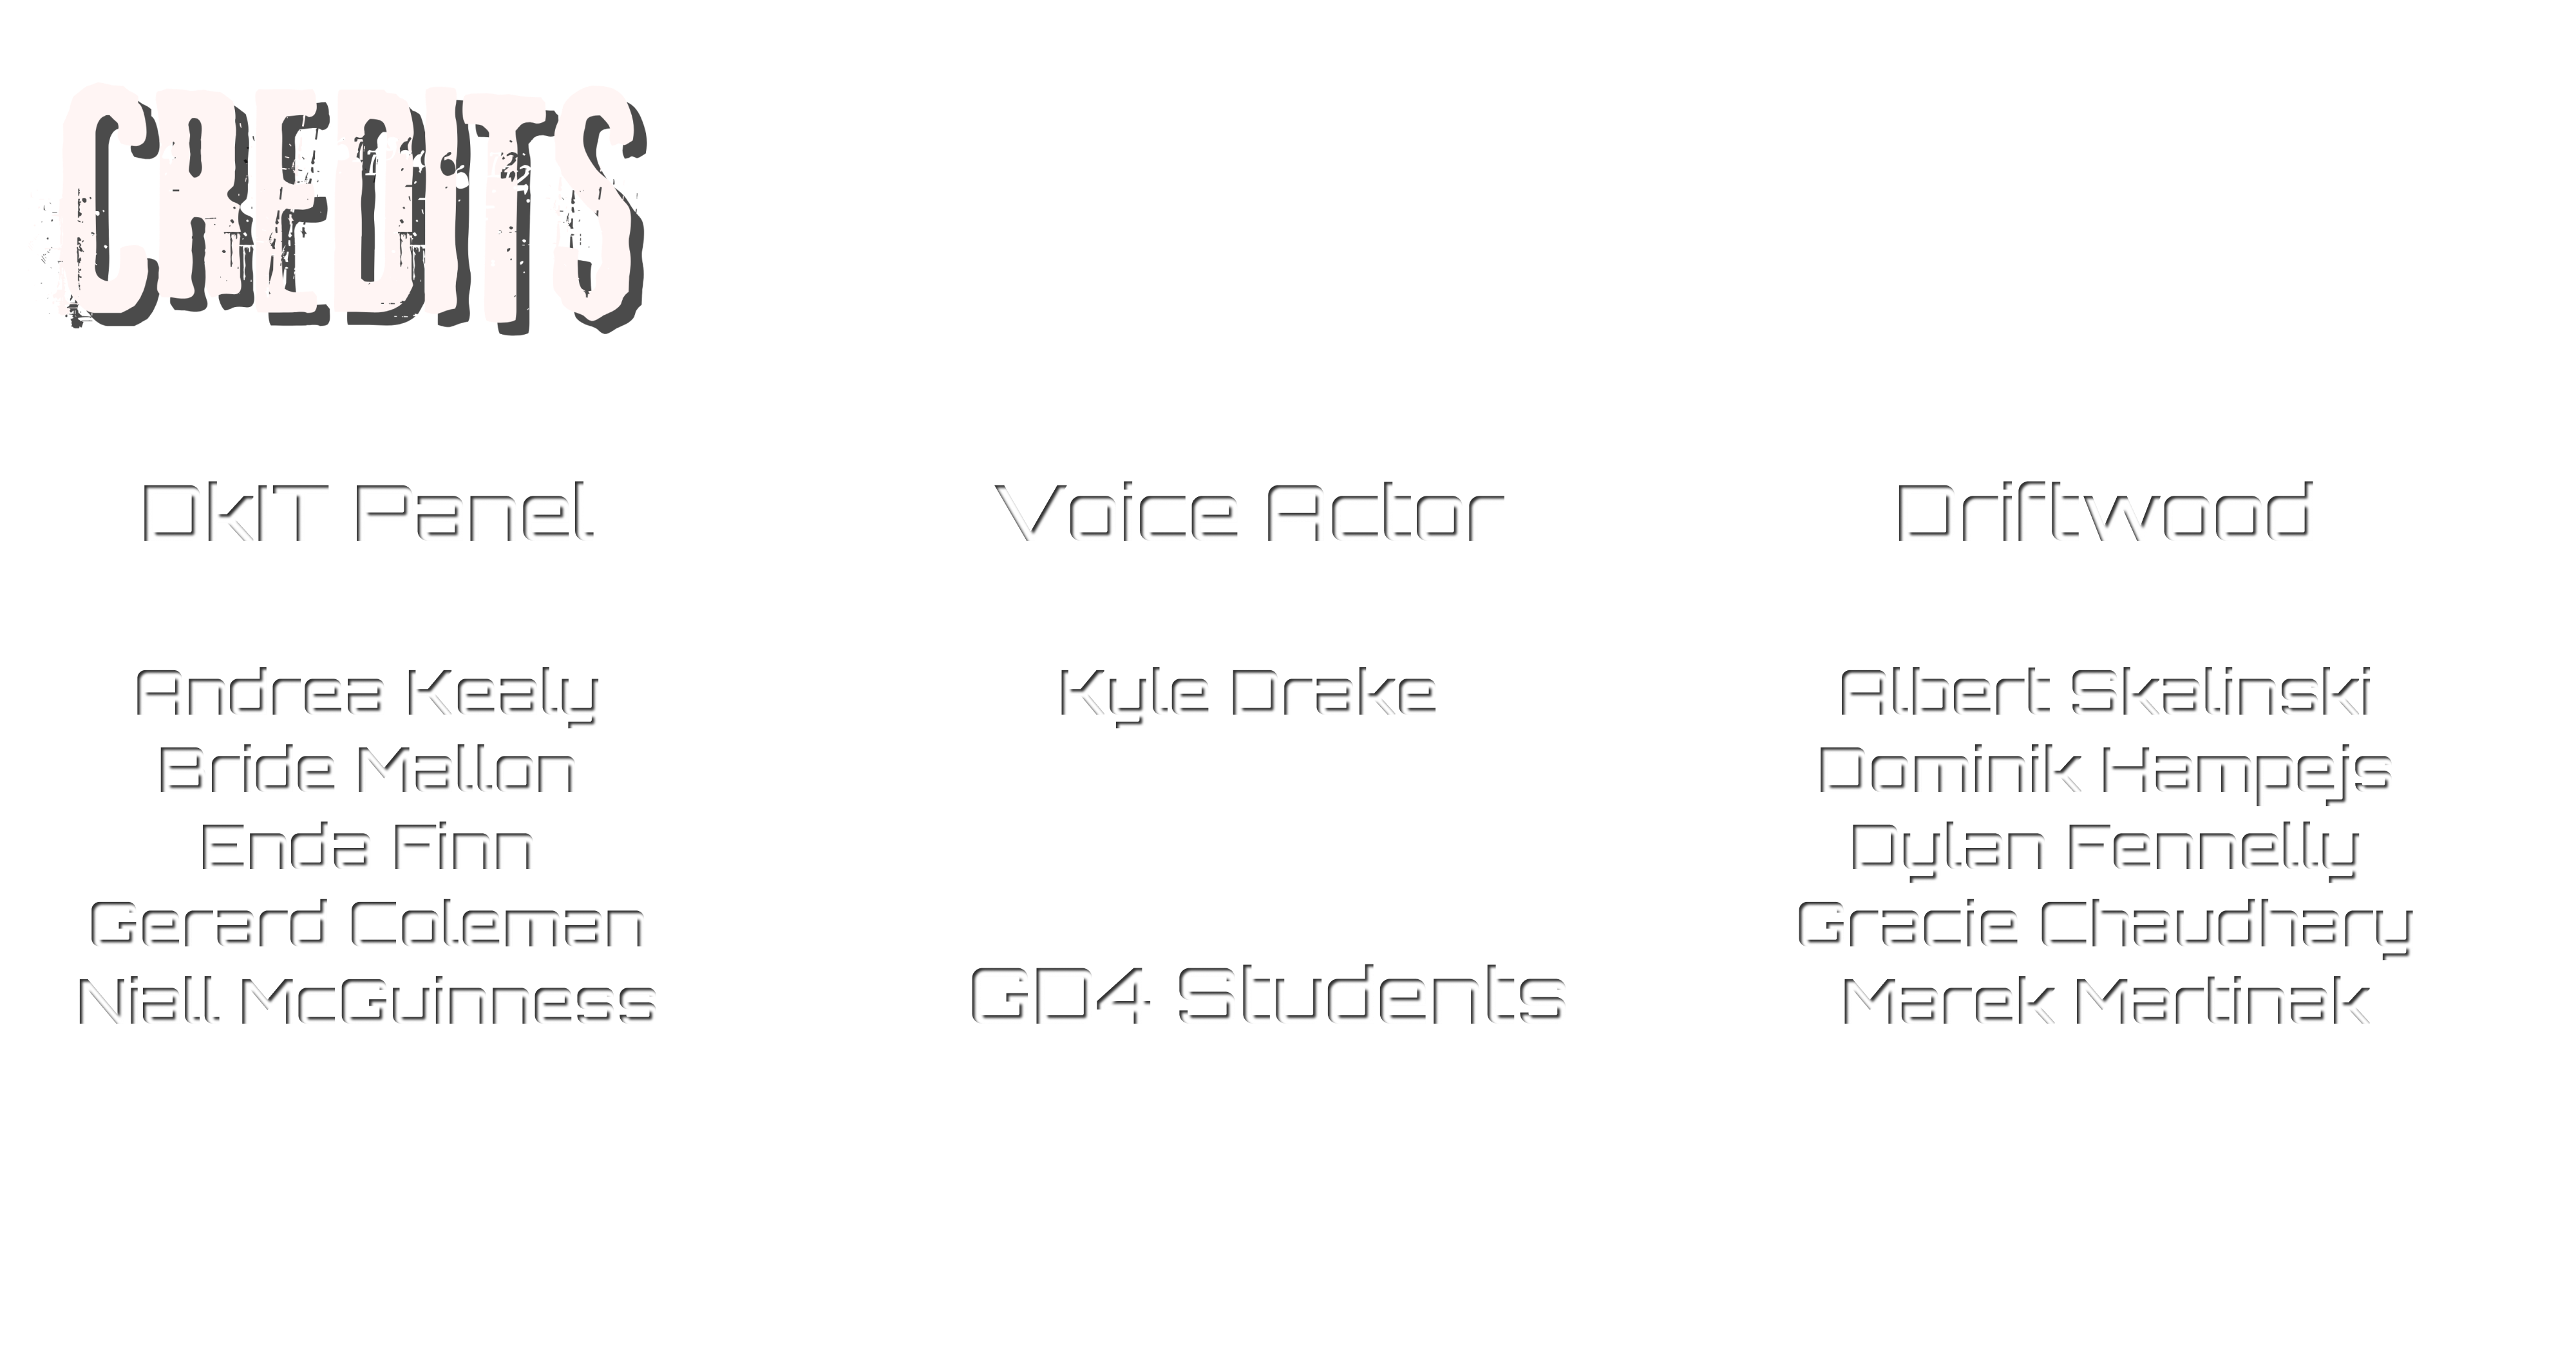 CREDITS
DkIT Panel
Andrea Kealy
Bride Mallon
Enda Finn
Gerard Coleman
Niall McGuinness
Voice Actor
Kyle Drake
GD4 Students
Driftwood
Albert Skalinski
Dominik Hampejs
Dylan Fennelly
Gracie Chaudhary
Marek Martinak